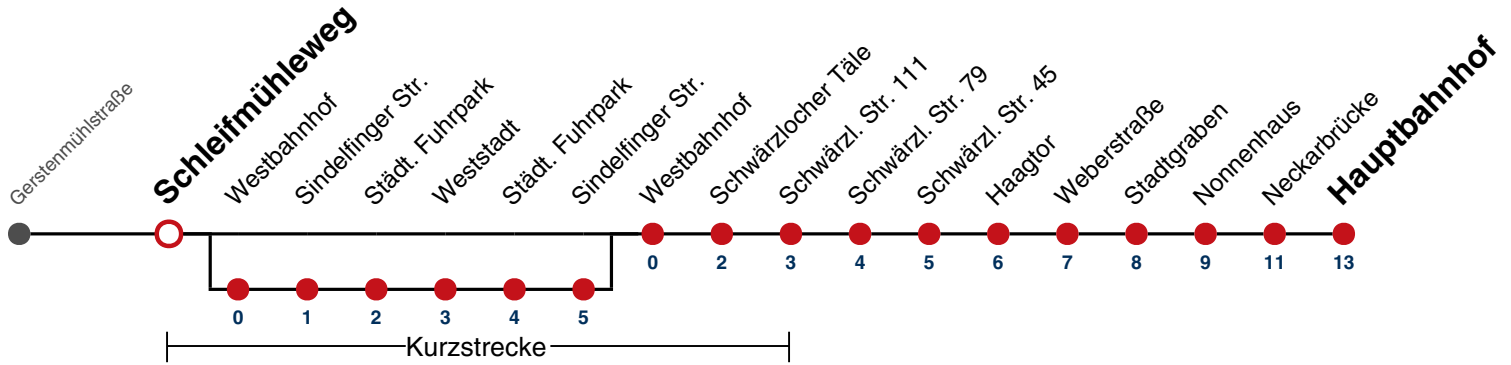 Gerstenmühlstraße
Schleifmühleweg
Westbahnhof
Sindelfinger Str.
Städt. Fuhrpark
Weststadt
Städt. Fuhrpark
Sindelfinger Str.
Westbahnhof
Schwärzlocher Täle
Schwärzl. Str. 111
Schwärzl. Str. 79
Schwärzl. Str. 45
Haagtor
Weberstraße
Stadtgraben
Nonnenhaus
Neckarbrücke
Hauptbahnhof
0 2 3 4 5 6 7 8 9 11 13
0 1 2 3 4 5
Kurzstrecke